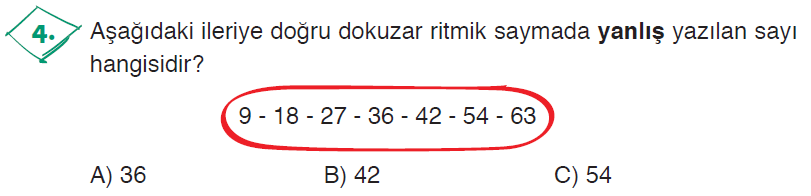 4. Aşağıdaki ileriye doğru dokuzar ritmik saymada yanlış yazılan sayı
hangisidir?
9 - 18 - 27 - 36 - 42 - 54 - 63
A) 36 B) 42 C) 54